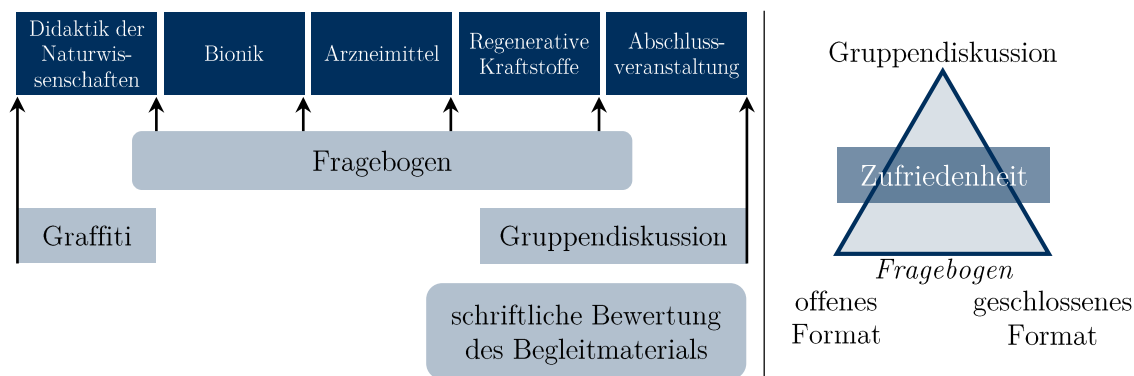 Didaktik der
Naturwis-
senschaften
Bionik
Arzneimittel
Regenerative
Kraftstoffe
Abschluss-
veranstaltung
Fragebogen
Graffiti
Gruppendiskussion
schriftliche Bewertung
des Begleitmaterials
Gruppendiskussion
Zufriedenheit
Fragebogen
offenes
Format
geschlossenes
Format